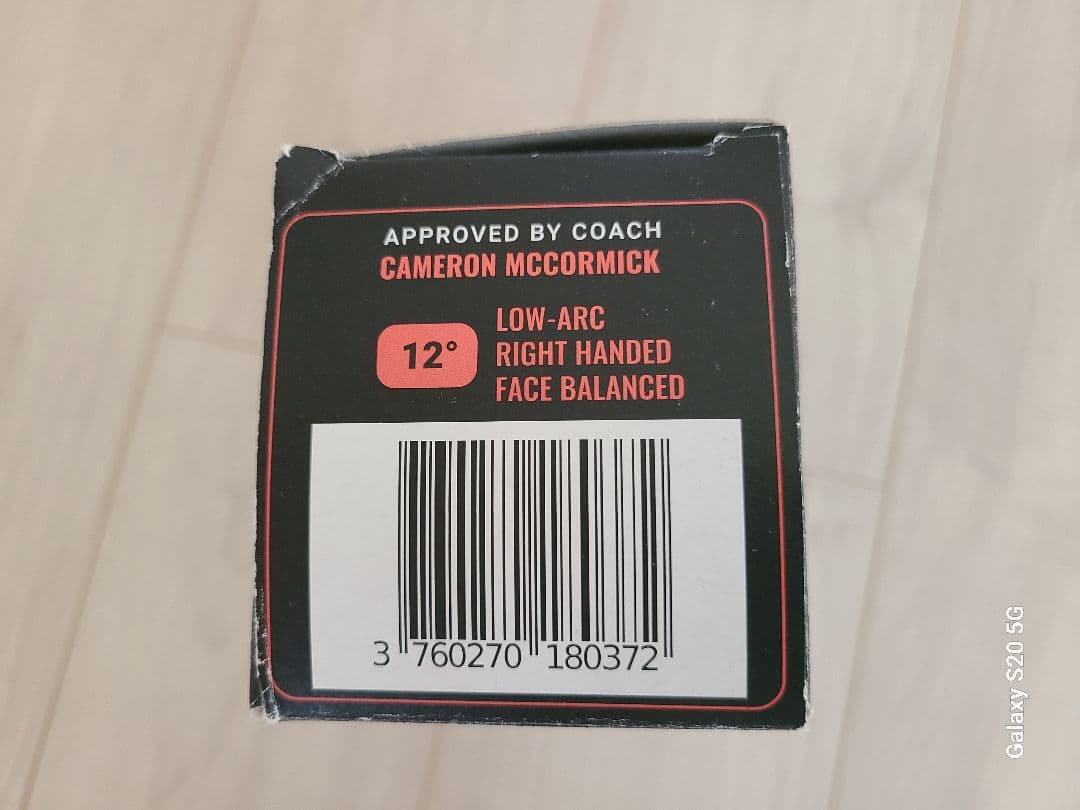 APPROVED BY COACH
CAMERON MCCORMICK
12°
LOW-ARC
RIGHT HANDED
FACE BALANCED
3 760270 180372
Galaxy S20 5G